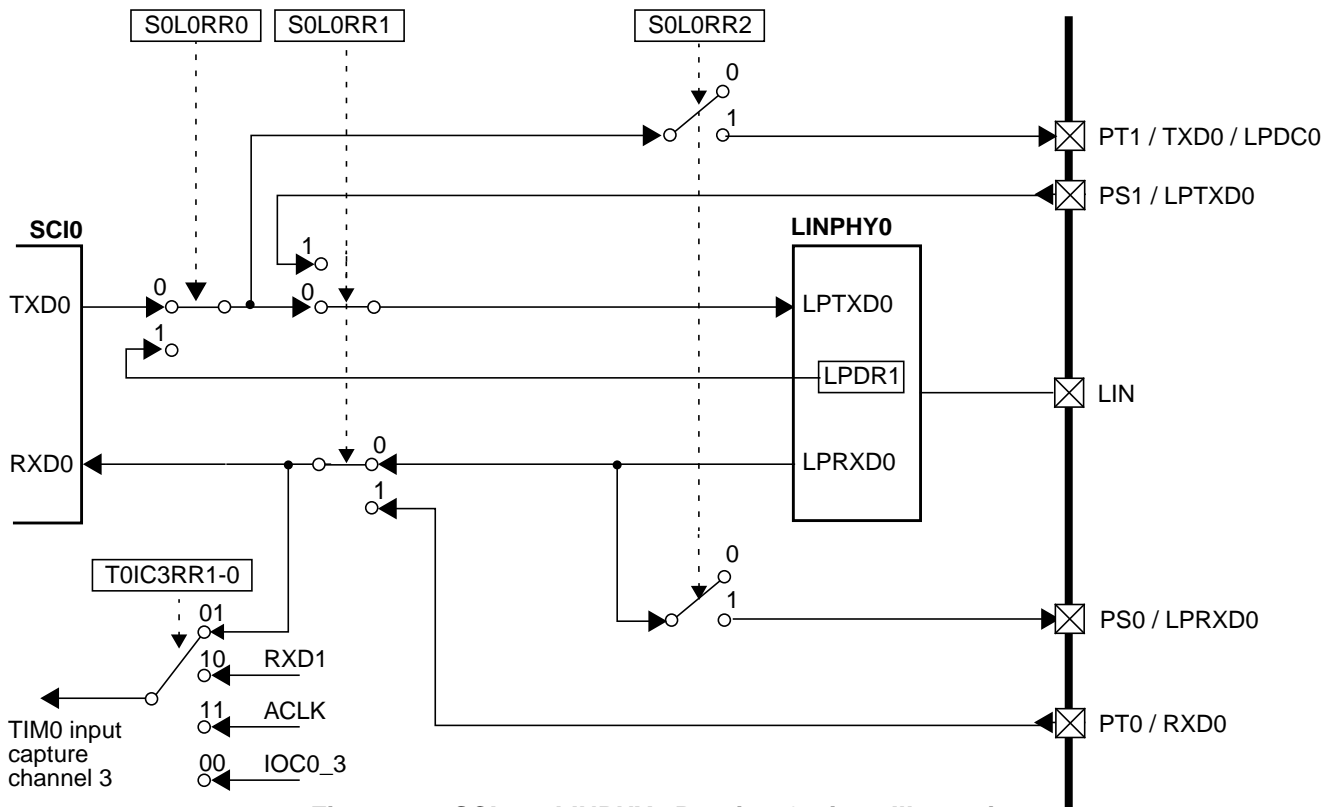 S0L0RR0
S0L0RR1
S0L0RR2
0
1
PT1 / TXD0 / LPDC0
PS1 / LPTXD0
SCI0
LINPHY0
1
0
0
TXD0
LPTXD0
1
LPDR1
LIN
0
RXD0
LPRXD0
1
T0IC3RR1-0
0
01
1
PS0 / LPRXD0
10
RXD1
11
ACLK
PT0 / RXD0
TIM0 input
capture
channel 3
00
IOC0_3